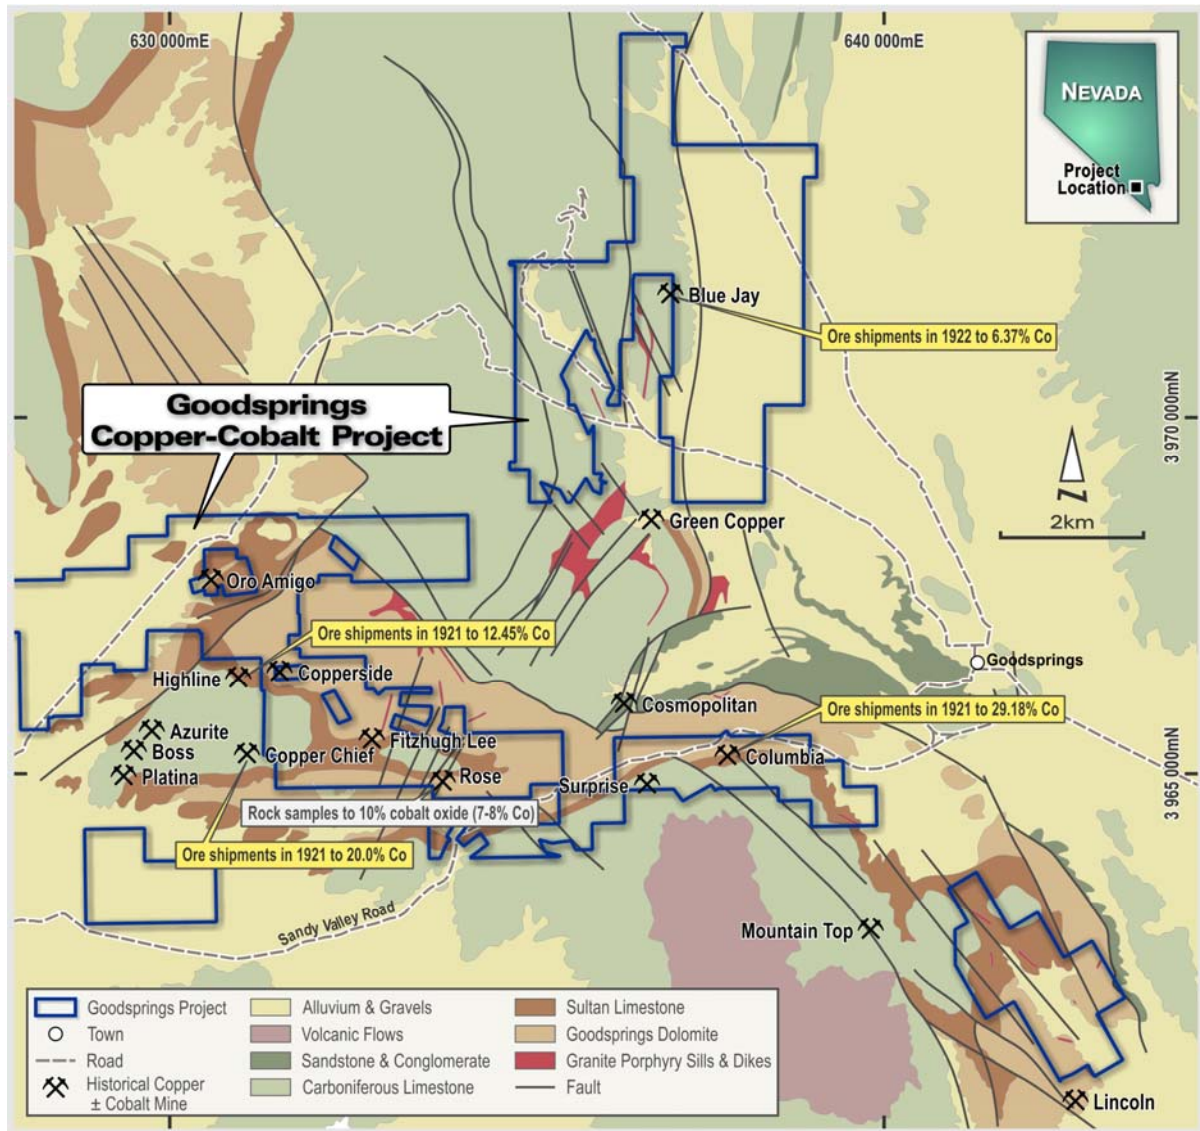 630 000mE
640 000mE
NEVADA
Project
Location
Blue Jay
Ore shipments in 1922 to 6.37% Co
Goodsprings
Copper-Cobalt Project
3 970 000mN
N
2km
Green Copper
Oro Amigo
Ore shipments in 1921 to 12.45% Co
Copperside
Highline
Goodsprings
Cosmopolitan
Ore shipments in 1921 to 29.18% Co
Azurite
Boss
Platina
Copper Chief
Fitzhugh Lee
Rose
Surprise
Columbia
3 965 000mN
Rock samples to 10% cobalt oxide (7-8% Co)
Ore shipments in 1921 to 20.0% Co
Sandy Valley Road
Mountain Top
Lincoln
Goodsprings Project
Town
Road
Historical Copper
± Cobalt Mine
Alluvium & Gravels
Volcanic Flows
Sandstone & Conglomerate
Carboniferous Limestone
Sultan Limestone
Goodsprings Dolomite
Granite Porphyry Sills & Dikes
Fault